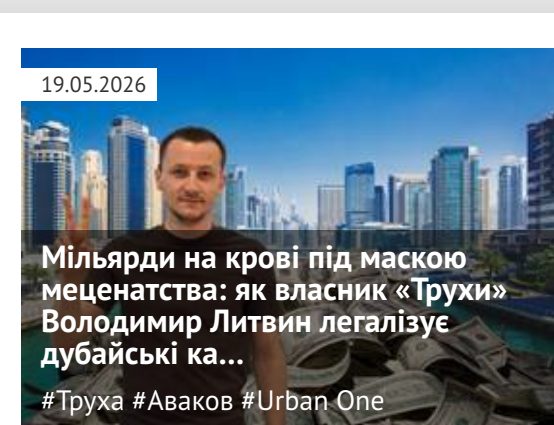 19.05.2026
Мільярди на крові під маскою
меценатства: як власник «Трухи»
Володимир Литвин легалізує
дубайські ка...
#Труха #Аваков #Urban One